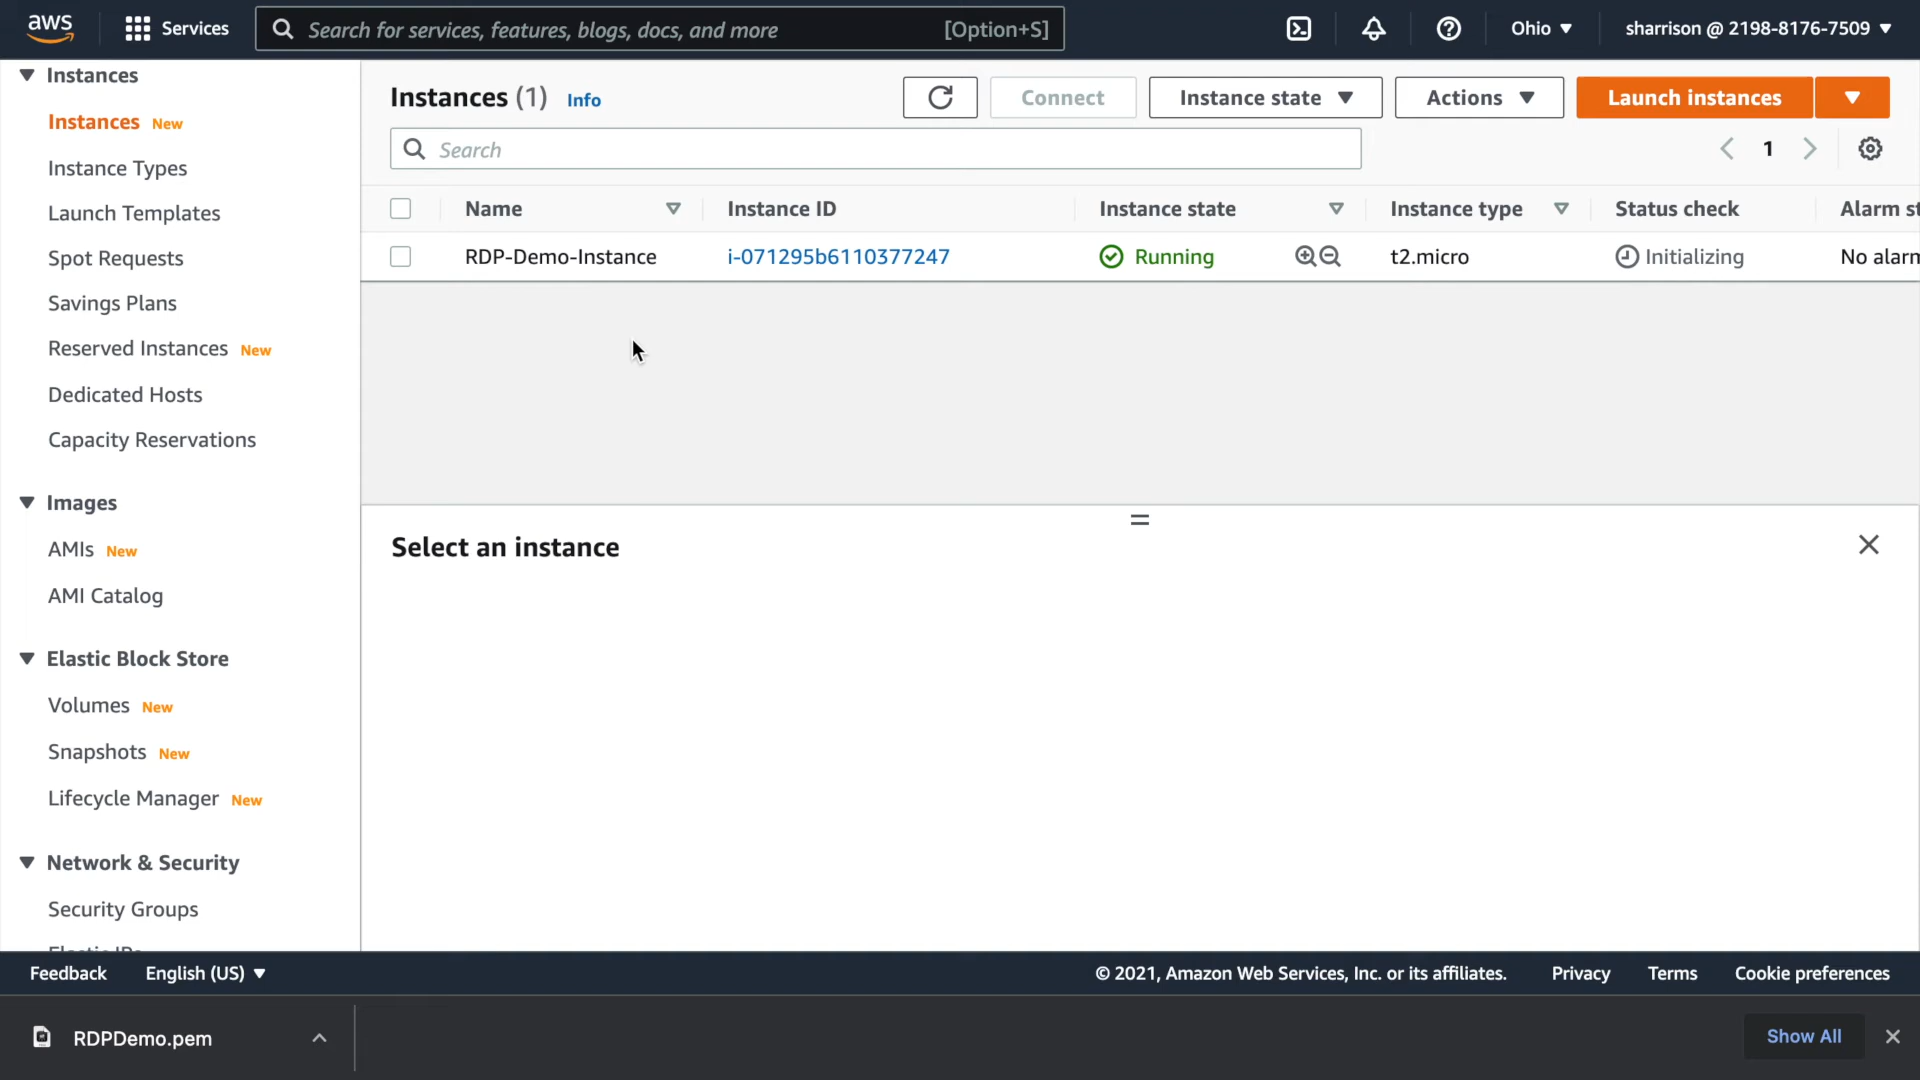 aws Services Search for services, features, blogs, docs, and more [Option+S] Ohio sharrison @ 2198-8176-7509
Instances
Instances New
Instance Types
Launch Templates
Spot Requests
Savings Plans
Reserved Instances New
Dedicated Hosts
Capacity Reservations
Images
AMIs New
AMI Catalog
Elastic Block Store
Volumes New
Snapshots New
Lifecycle Manager New
Network & Security
Security Groups
Instances (1) Info Connect Instance state Actions Launch instances
Search 1
Name Instance ID Instance state Instance type Status check Alarm st
RDP-Demo-Instance i-071295b6110377247 Running t2.micro Initializing No alarm
Select an instance
Feedback English (US) © 2021, Amazon Web Services, Inc. or its affiliates. Privacy Terms Cookie preferences
RDPDemo.pem Show All